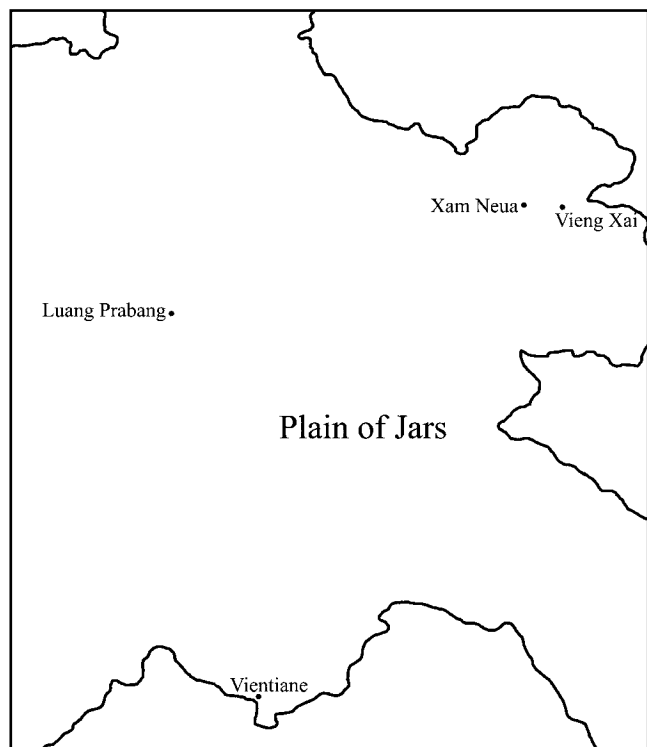 Xam Neua
Vieng Xai
Luang Prabang
Plain of Jars
Vientiane